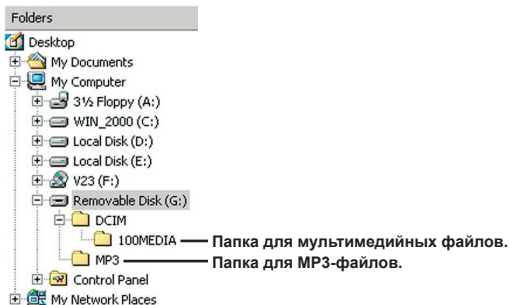 Folders
Desktop
My Documents
My Computer
3½ Floppy (A:)
WIN_2000 (C:)
Local Disk (D:)
Local Disk (E:)
V23 (F:)
Removable Disk (G:)
DCIM
100MEDIA Папка для мультимедийных файлов.
MP3 Папка для MP3-файлов.
Control Panel
My Network Places